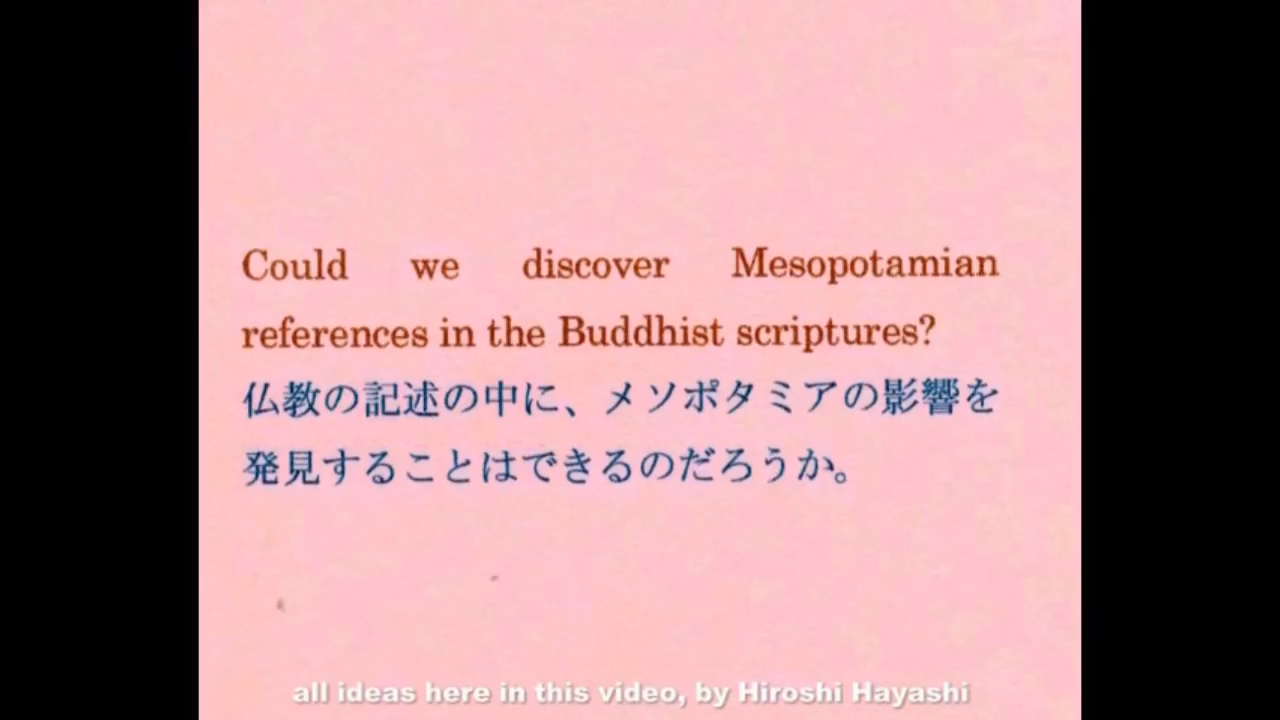 Could we discover Mesopotamian
references in the Buddhist scriptures?
仏教の記述の中に、メソポタミアの影響を
発見することはできるのだろうか。
all ideas here in this video, by Hiroshi Hayashi